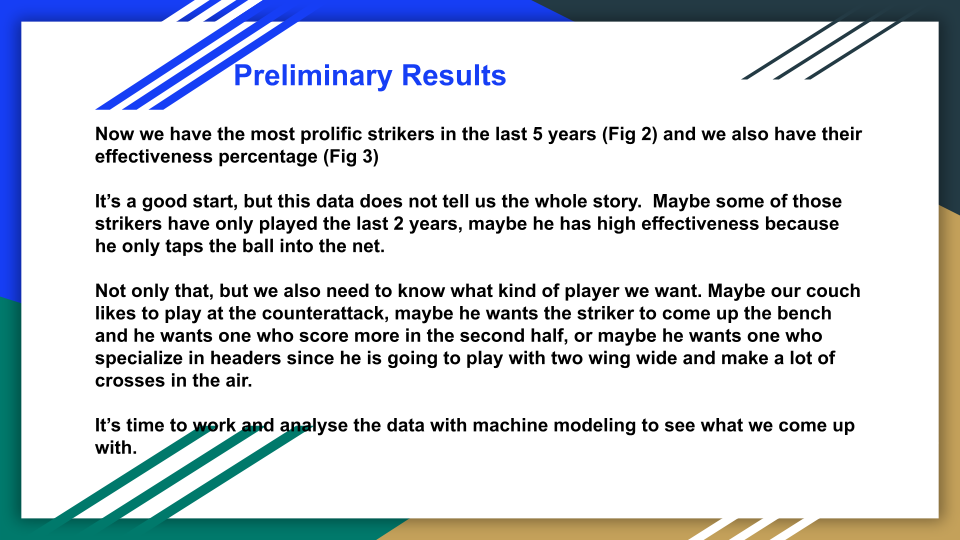 Preliminary Results
Now we have the most prolific strikers in the last 5 years (Fig 2) and we also have their
effectiveness percentage (Fig 3)
It’s a good start, but this data does not tell us the whole story.  Maybe some of those
strikers have only played the last 2 years, maybe he has high effectiveness because
he only taps the ball into the net.
Not only that, but we also need to know what kind of player we want. Maybe our couch
likes to play at the counterattack, maybe he wants the striker to come up the bench
and he wants one who score more in the second half, or maybe he wants one who
specialize in headers since he is going to play with two wing wide and make a lot of
crosses in the air.
It’s time to work and analyse the data with machine modeling to see what we come up
with.